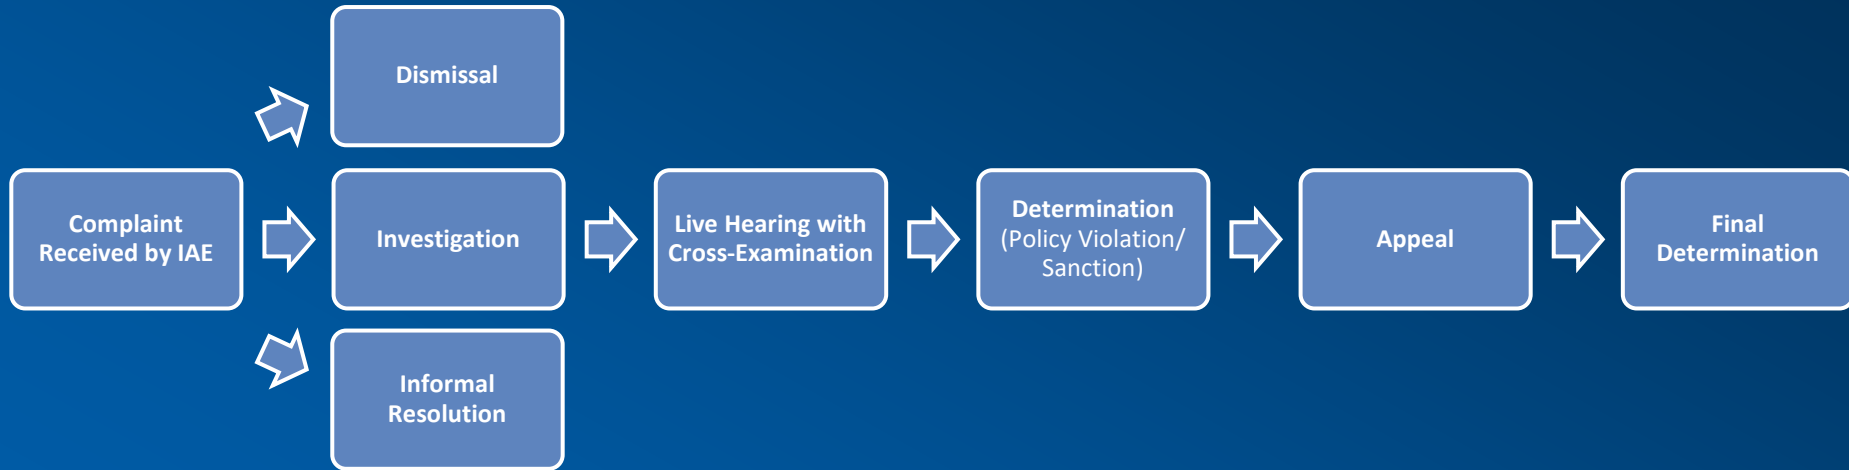 Dismissal
Complaint
Received by IAE
Investigation
Live Hearing with
Cross-Examination
Determination
(Policy Violation/
Sanction)
Appeal
Final
Determination
Informal
Resolution